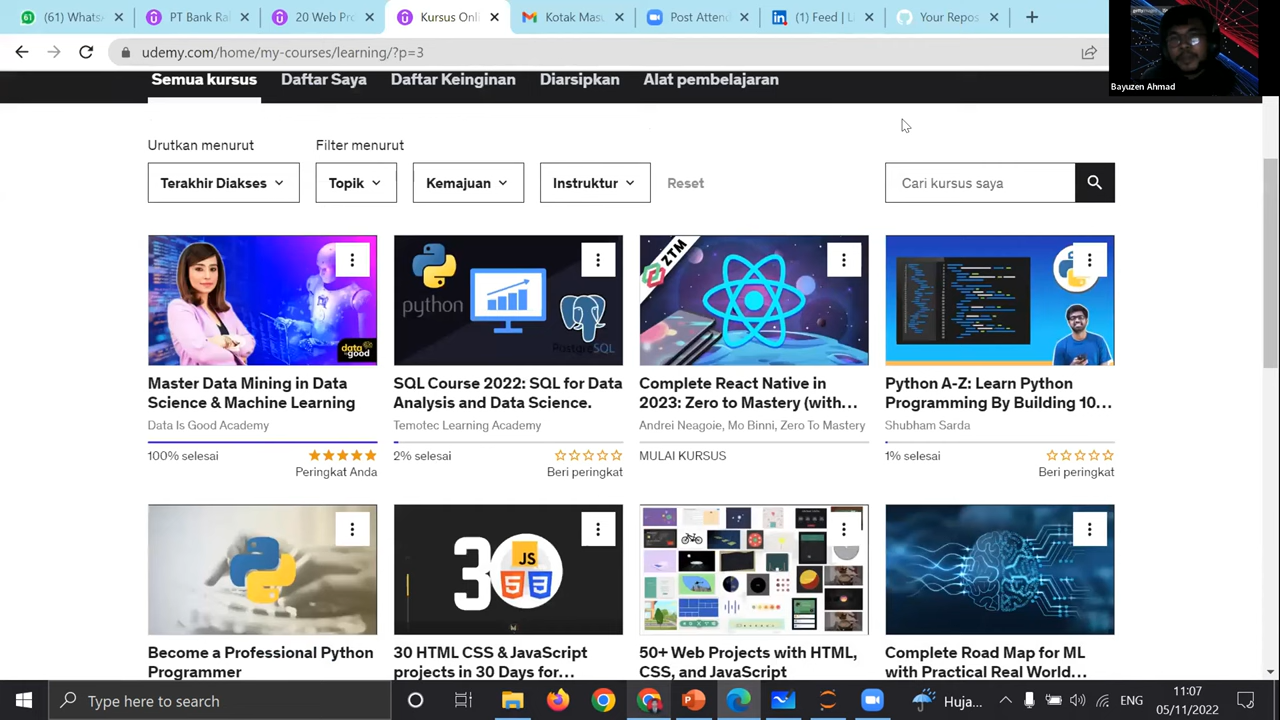 (61) Whats
PT Bank Ra
20 Web Pr
Kursus Onl
Kotak Mas
Post Attend
(1) Feed | L
Your Repos
udemy.com/home/my-courses/learning/?p=3
Bayuzen Ahmad
Semua kursus
Daftar Saya
Daftar Keinginan
Diarsipkan
Alat pembelajaran
Urutkan menurut
Filter menurut
Terakhir Diakses
Topik
Kemajuan
Instruktur
Reset
Cari kursus saya
data
good
python
PostgreSQL
ZTM
Master Data Mining in Data
Science & Machine Learning
Data Is Good Academy
100% selesai
Peringkat Anda
SQL Course 2022: SQL for Data
Analysis and Data Science.
Temotec Learning Academy
2% selesai
Beri peringkat
Complete React Native in
2023: Zero to Mastery (with...
Andrei Neagoie, Mo Binni, Zero To Mastery
MULAI KURSUS
Python A-Z: Learn Python
Programming By Building 10...
Shubham Sarda
1% selesai
Beri peringkat
30
JS
5
3
Become a Professional Python
Programmer
30 HTML CSS & JavaScript
projects in 30 Days for...
50+ Web Projects with HTML,
CSS, and JavaScript
Complete Road Map for ML
with Practical Real World...
Type here to search
Huja...
ENG
11:07
05/11/2022